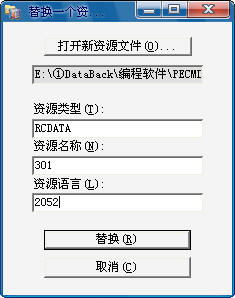 替换一个资...
打开新资源文件(O)...
E:\①DataBack\编程软件\PECMI
资源类型(T):
RCDATA
资源名称(N):
301
资源语言(L):
2052
替换(R)
取消(C)